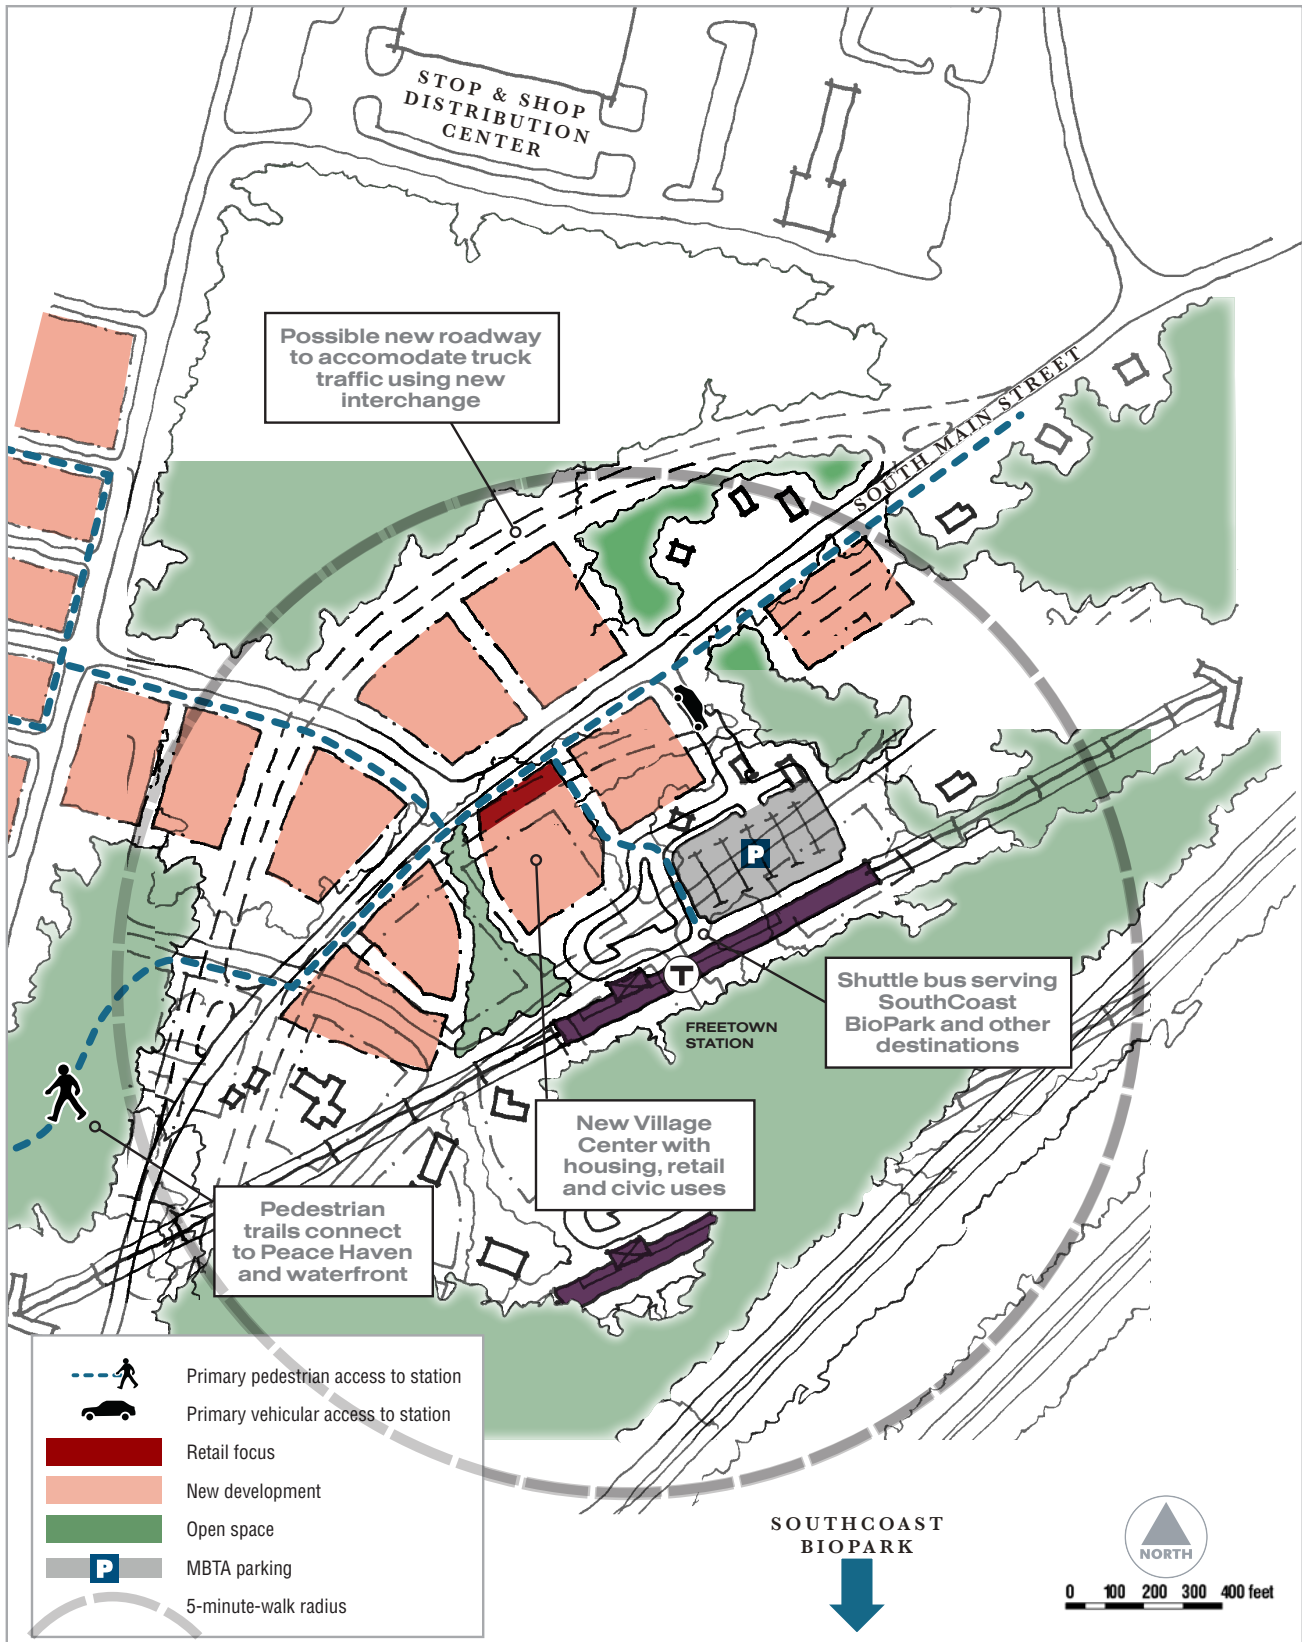 STOP & SHOP
DISTRIBUTION
CENTER
Possible new roadway
to accomodate truck
traffic using new
interchange
SOUTH MAIN STREET
P
T
FREETOWN
STATION
Shuttle bus serving
SouthCoast
BioPark and other
destinations
New Village
Center with
housing, retail
and civic uses
Pedestrian
trails connect
to Peace Haven
and waterfront
Primary pedestrian access to station
Primary vehicular access to station
Retail focus
New development
Open space
P
MBTA parking
5-minute-walk radius
SOUTHCOAST
BIOPARK
NORTH
0 100 200 300 400 feet